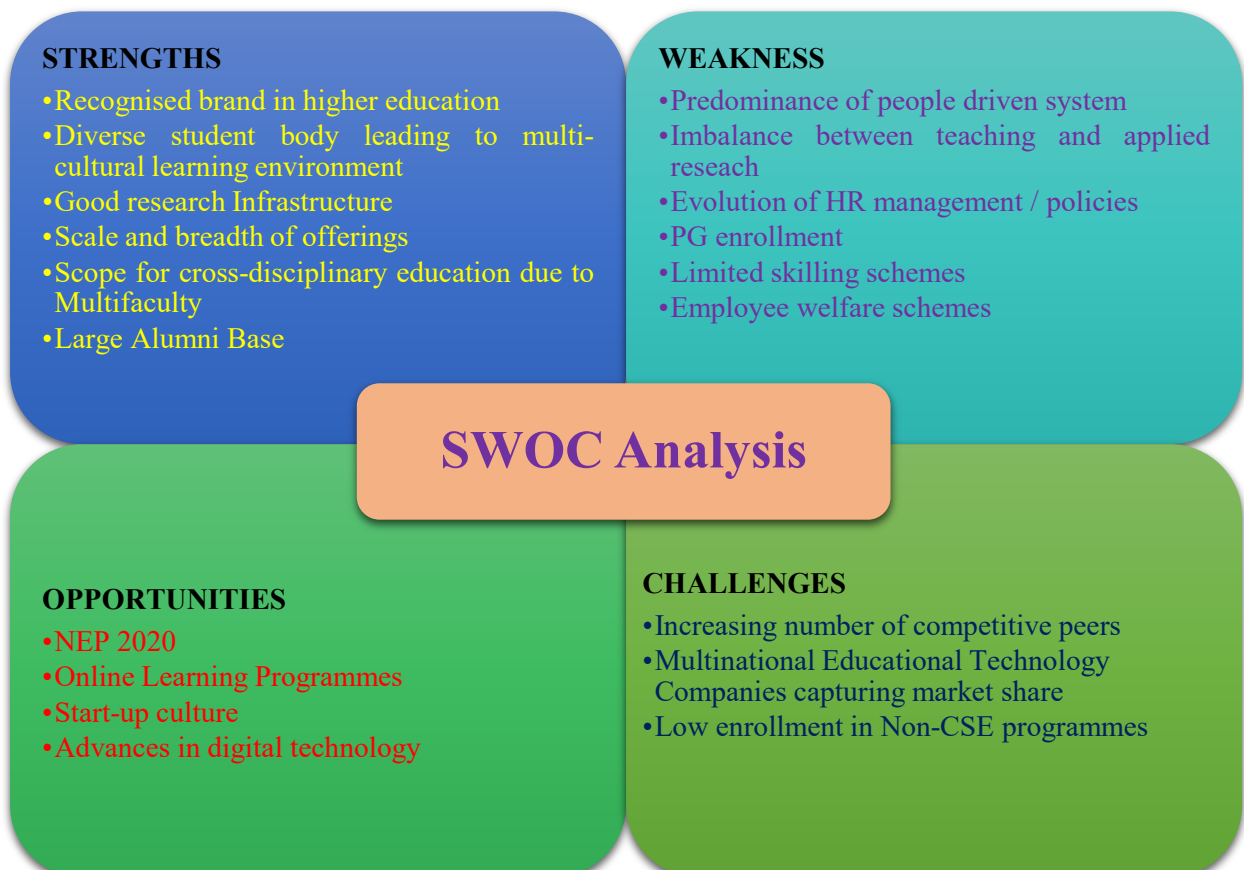 STRENGTHS
•Recognised brand in higher education
•Diverse student body leading to multi-
cultural learning environment
•Good research Infrastructure
•Scale and breadth of offerings
•Scope for cross-disciplinary education due to
Multifaculty
•Large Alumni Base
WEAKNESS
•Predominance of people driven system
•Imbalance between teaching and applied
reseach
•Evolution of HR management / policies
•PG enrollment
•Limited skilling schemes
•Employee welfare schemes
SWOC Analysis
OPPORTUNITIES
•NEP 2020
•Online Learning Programmes
•Start-up culture
•Advances in digital technology
CHALLENGES
•Increasing number of competitive peers
•Multinational Educational Technology
Companies capturing market share
•Low enrollment in Non-CSE programmes